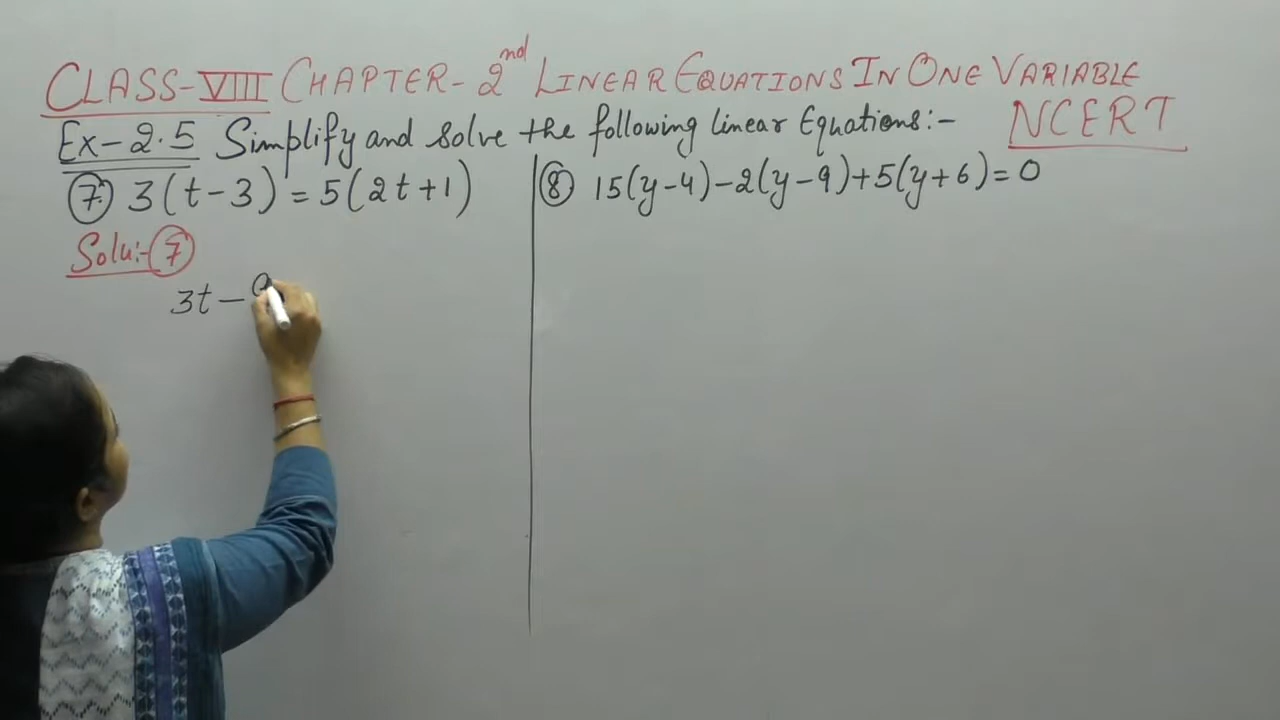 CLASS-VIII CHAPTER-2nd LINEAR EQUATIONS IN ONE VARIABLE
Ex-2.5 Simplify and solve the following linear Equations:- NCERT
⑦ 3(t-3)=5(2t+1)
⑧ 15(y-4)-2(y-9)+5(y+6)=0
Solu:-⑦
3t-9